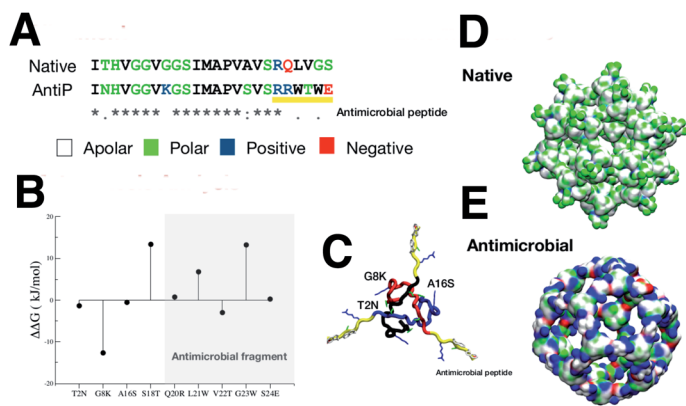 A
Native ITHVGGVGGSIMAPVAVSRQLVGS
AntiP INHVGGVKGSIMAPVSVSRRWTWE
*.***** *******:*** . . Antimicrobial peptide
Apolar Polar Positive Negative
B
ΔΔG ( kJ/mol)
20
10
0
-10
-20
Antimicrobial fragment
T2N G8K A16S S18T Q20R L21W V22T G23W S24E
C
G8K
A16S
T2N
Antimicrobial peptide
D
Native
E
Antimicrobial